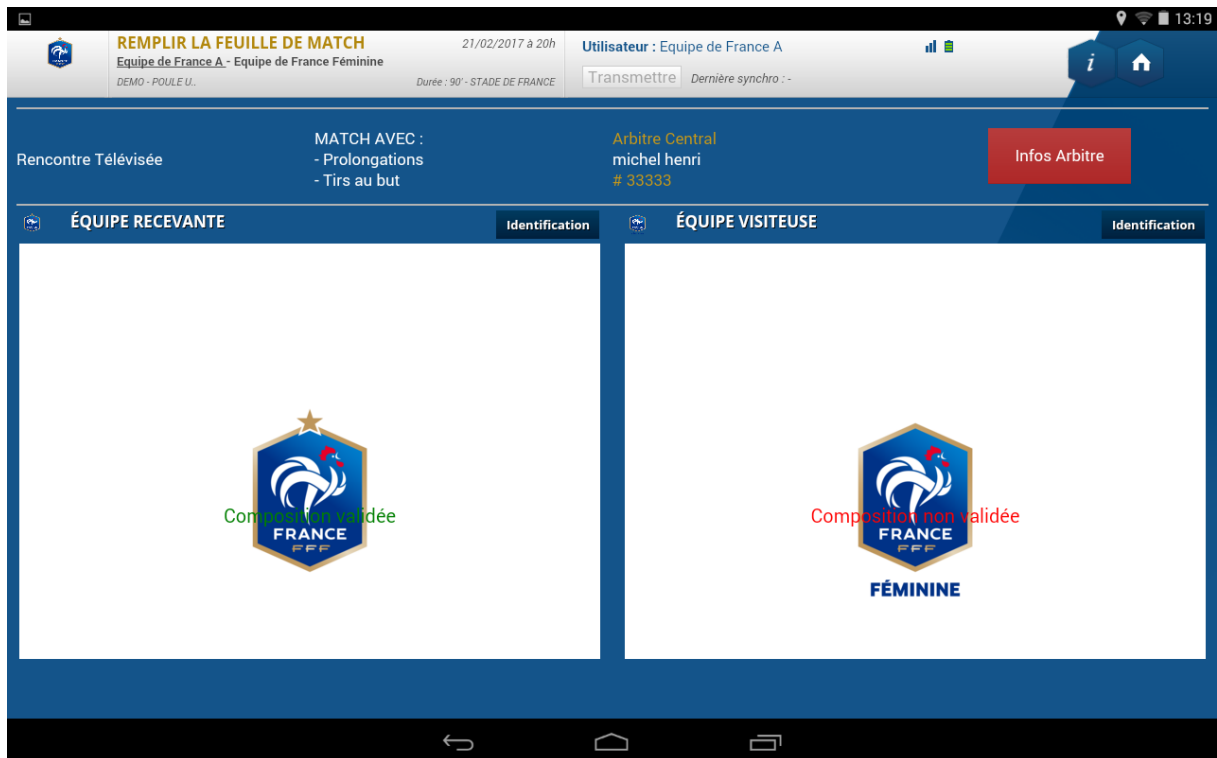 13:19
REMPLIR LA FEUILLE DE MATCH
21/02/2017 à 20h
Equipe de France A - Equipe de France Féminine
DEMO - POULE U..
Durée : 90' - STADE DE FRANCE
Utilisateur : Equipe de France A
Transmettre Dernière synchro : -
i
Rencontre Télévisée
MATCH AVEC :
- Prolongations
- Tirs au but
Arbitre Central
michel henri
# 33333
Infos Arbitre
ÉQUIPE RECEVANTE
Identification
ÉQUIPE VISITEUSE
Identification
Composition validée
FRANCE
FFF
Composition non validée
FRANCE
FFF
FÉMININE